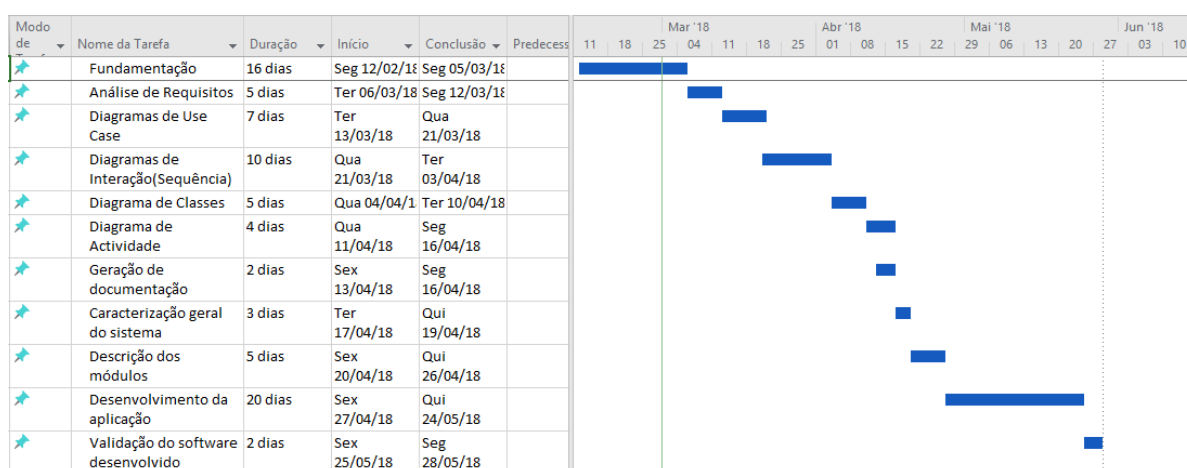 Modo de Nome da Tarefa Duração Início Conclusão Predecess
Mar '18 Abr '18 Mai '18 Jun '18
11 18 25 04 11 18 25 01 08 15 22 29 06 13 20 27 03 10
Fundamentação 16 dias Seg 12/02/18 Seg 05/03/18
Análise de Requisitos 5 dias Ter 06/03/18 Seg 12/03/18
Diagramas de Use 7 dias Ter Qua
Case 13/03/18 21/03/18
Diagramas de 10 dias Qua Ter
Interação(Sequência) 21/03/18 03/04/18
Diagrama de Classes 5 dias Qua 04/04/1 Ter 10/04/18
Diagrama de 4 dias Qua Seg
Actividade 11/04/18 16/04/18
Geração de 2 dias Sex Seg
documentação 13/04/18 16/04/18
Caracterização geral 3 dias Ter Qui
do sistema 17/04/18 19/04/18
Descrição dos 5 dias Sex Qui
módulos 20/04/18 26/04/18
Desenvolvimento da 20 dias Sex Qui
aplicação 27/04/18 24/05/18
Validação do software 2 dias Sex Seg
desenvolvido 25/05/18 28/05/18